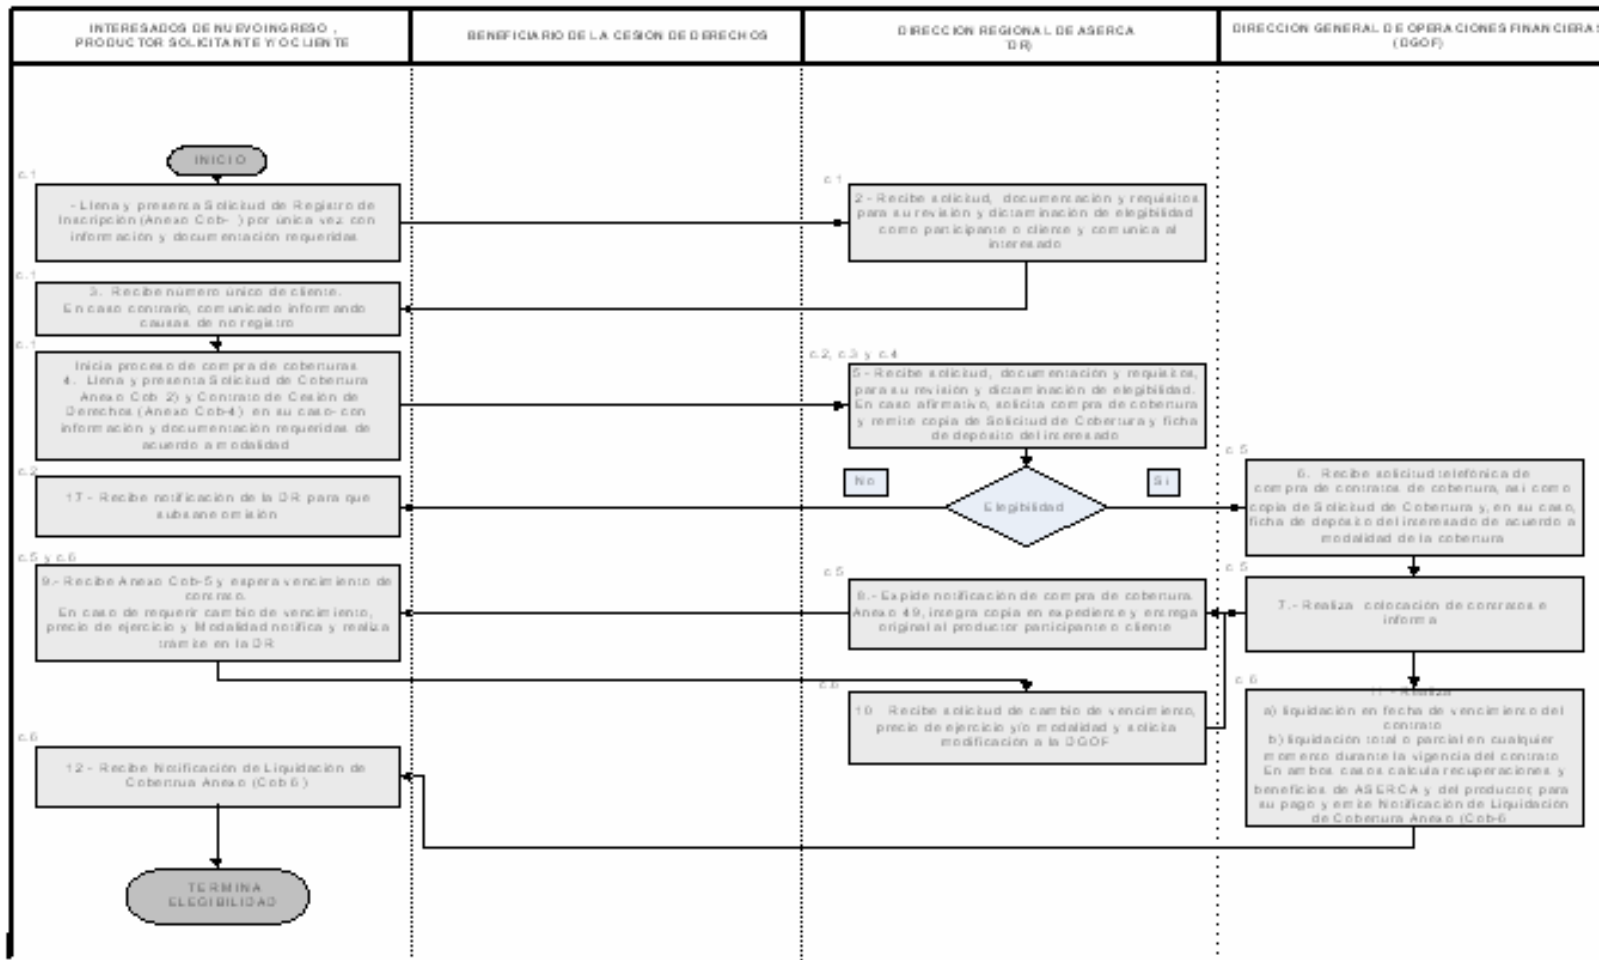 INTERESADOS DE NUEVO INGRESO,
PRODUCTOR SOLICITANTE Y/O CLIENTE
BENEFICIARIO DE LA CESION DE DERECHOS
DIRECCION REGIONAL DE ASERCA
DR)
DIRECCION GENERAL DE OPERACIONES FINANCIERAS
(DGOF)
INICIO
c.1
- Llena y presenta Solicitud de Registro de
Inscripción (Anexo Cob- ) por única vez con
información y documentación requeridas
c.1
2.- Recibe solicitud, documentación y requisitos
para su revisión y dictaminación de elegibilidad
como participante o cliente y comunica al
interesado
c.1
3. Recibe número único de cliente.
En caso contrario, comunicado informando
causas de no registro
c.1
Inicia proceso de compra de coberturas
4. Llena y presenta Solicitud de Cobertura
Anexo Cob 2) y Contrato de Cesión de
Derechos (Anexo Cob-4) en su caso- con
información y documentación requeridas de
acuerdo a modalidad
c.2, c.3 y c.4
5.- Recibe solicitud, documentación y requisitos,
para su revisión y dictaminación de elegibilidad.
En caso afirmativo, solicita compra de cobertura
y remite copia de Solicitud de Cobertura y ficha
de depósito del interesado
c.2
17.- Recibe notificación de la DR para que
subsane omisión
No
Elegibilidad
Si
c.5
6. Recibe solicitud telefónica de
compra de contratos de cobertura, así como
copia de Solicitud de Cobertura y, en su caso,
ficha de depósito del interesado de acuerdo a
modalidad de la cobertura
c.5 y c.6
9.- Recibe Anexo Cob-5 y espera vencimiento de
contrato.
En caso de requerir cambio de vencimiento,
precio de ejercicio y Modalidad notifica y realiza
trámite en la DR
c.5
8.- Expide notificación de compra de cobertura
Anexo 49, integra copia en expediente y entrega
original al productor participante o cliente
c.5
7.- Realiza colocación de contratos e
informa
c.6
10 Recibe solicitud de cambio de vencimiento,
precio de ejercicio y/o modalidad y solicita
modificación a la DGOF
c.6
11.- Realiza
a) liquidación en fecha de vencimiento del
contrato
b) liquidación total o parcial en cualquier
momento durante la vigencia del contrato
En ambos casos calcula recuperaciones y
beneficios de ASERCA y del productor, para
su pago y emite Notificación de Liquidación
de Cobertura Anexo (Cob-6
c.6
12.- Recibe Notificación de Liquidación de
Cobertrua Anexo (Cob 6)
TERMINA
ELEGIBILIDAD